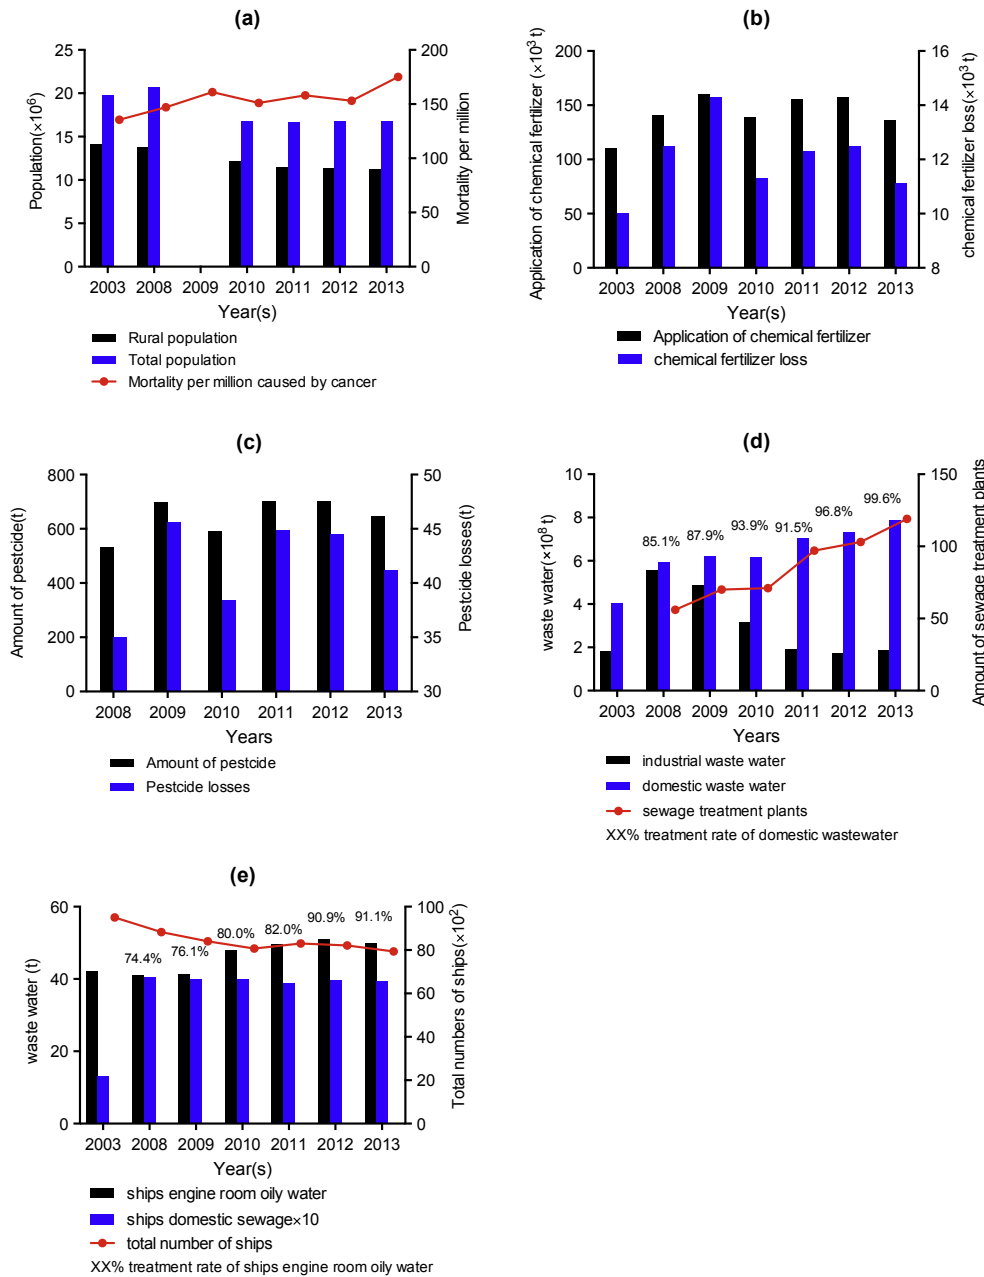 (a)
25
20
15
10
5
0
Population(×10⁶)
200
150
100
50
0
Mortality per million
2003 2008 2009 2010 2011 2012 2013
Year(s)
Rural population
Total population
Mortality per million caused by cancer
(b)
200
150
100
50
0
Application of chemical fertilizer (×10³ t)
16
14
12
10
8
chemical fertilizer loss(×10³ t)
2003 2008 2009 2010 2011 2012 2013
Year(s)
Application of chemical fertilizer
chemical fertilizer loss
(c)
800
600
400
200
0
Amount of pestcide(t)
50
45
40
35
30
Pestcide losses(t)
2008 2009 2010 2011 2012 2013
Years
Amount of pestcide
Pestcide losses
(d)
10
8
6
4
2
0
waste water(×10⁸ t)
150
100
50
0
Amount of sewage treatment plants
85.1% 87.9% 93.9% 91.5% 96.8% 99.6%
2003 2008 2009 2010 2011 2012 2013
Years
industrial waste water
domestic waste water
sewage treatment plants
XX% treatment rate of domestic wastewater
(e)
60
40
20
0
waste water (t)
100
80
60
40
20
0
Total numbers of ships(×10²)
74.4% 76.1% 80.0% 82.0% 90.9% 91.1%
2003 2008 2009 2010 2011 2012 2013
Year(s)
ships engine room oily water
ships domestic sewage×10
total number of ships
XX% treatment rate of ships engine room oily water